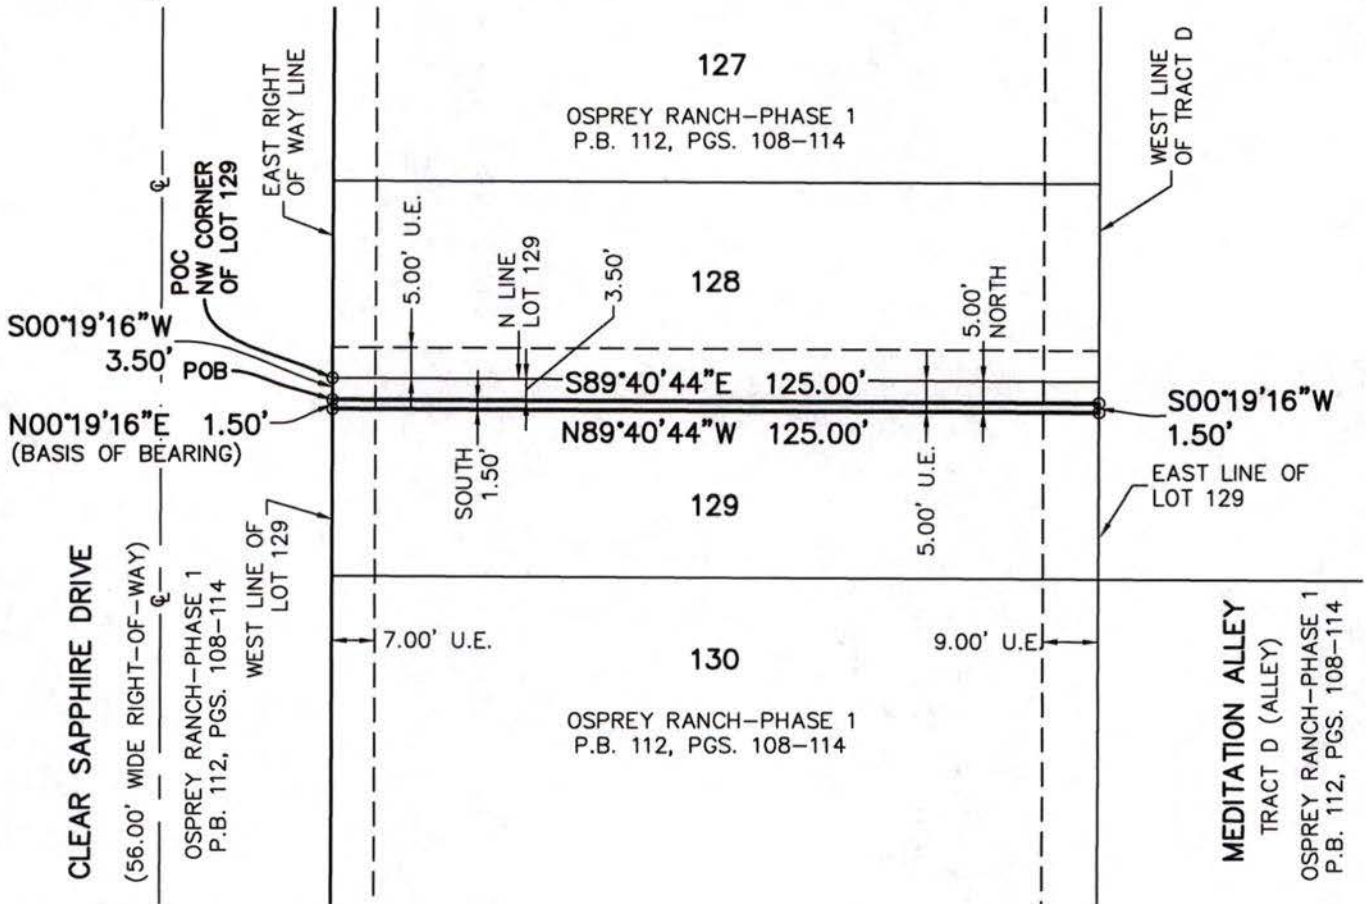 127
OSPREY RANCH-PHASE 1
P.B. 112, PGS. 108-114
EAST RIGHT
OF WAY LINE
WEST LINE
OF TRACT D
℄
POC
NW CORNER
OF LOT 129
5.00' U.E.
N LINE
LOT 129
3.50'
128
5.00'
NORTH
S00°19'16"W
3.50'
POB
S89°40'44"E 125.00'
N00°19'16"E 1.50'
(BASIS OF BEARING)
N89°40'44"W 125.00'
S00°19'16"W
1.50'
SOUTH
1.50'
5.00' U.E.
129
EAST LINE OF
LOT 129
WEST LINE OF
LOT 129
℄
CLEAR SAPPHIRE DRIVE
(56.00' WIDE RIGHT-OF-WAY)
OSPREY RANCH-PHASE 1
P.B. 112, PGS. 108-114
7.00' U.E.
130
9.00' U.E
OSPREY RANCH-PHASE 1
P.B. 112, PGS. 108-114
MEDITATION ALLEY
TRACT D (ALLEY)
OSPREY RANCH-PHASE 1
P.B. 112, PGS. 108-114